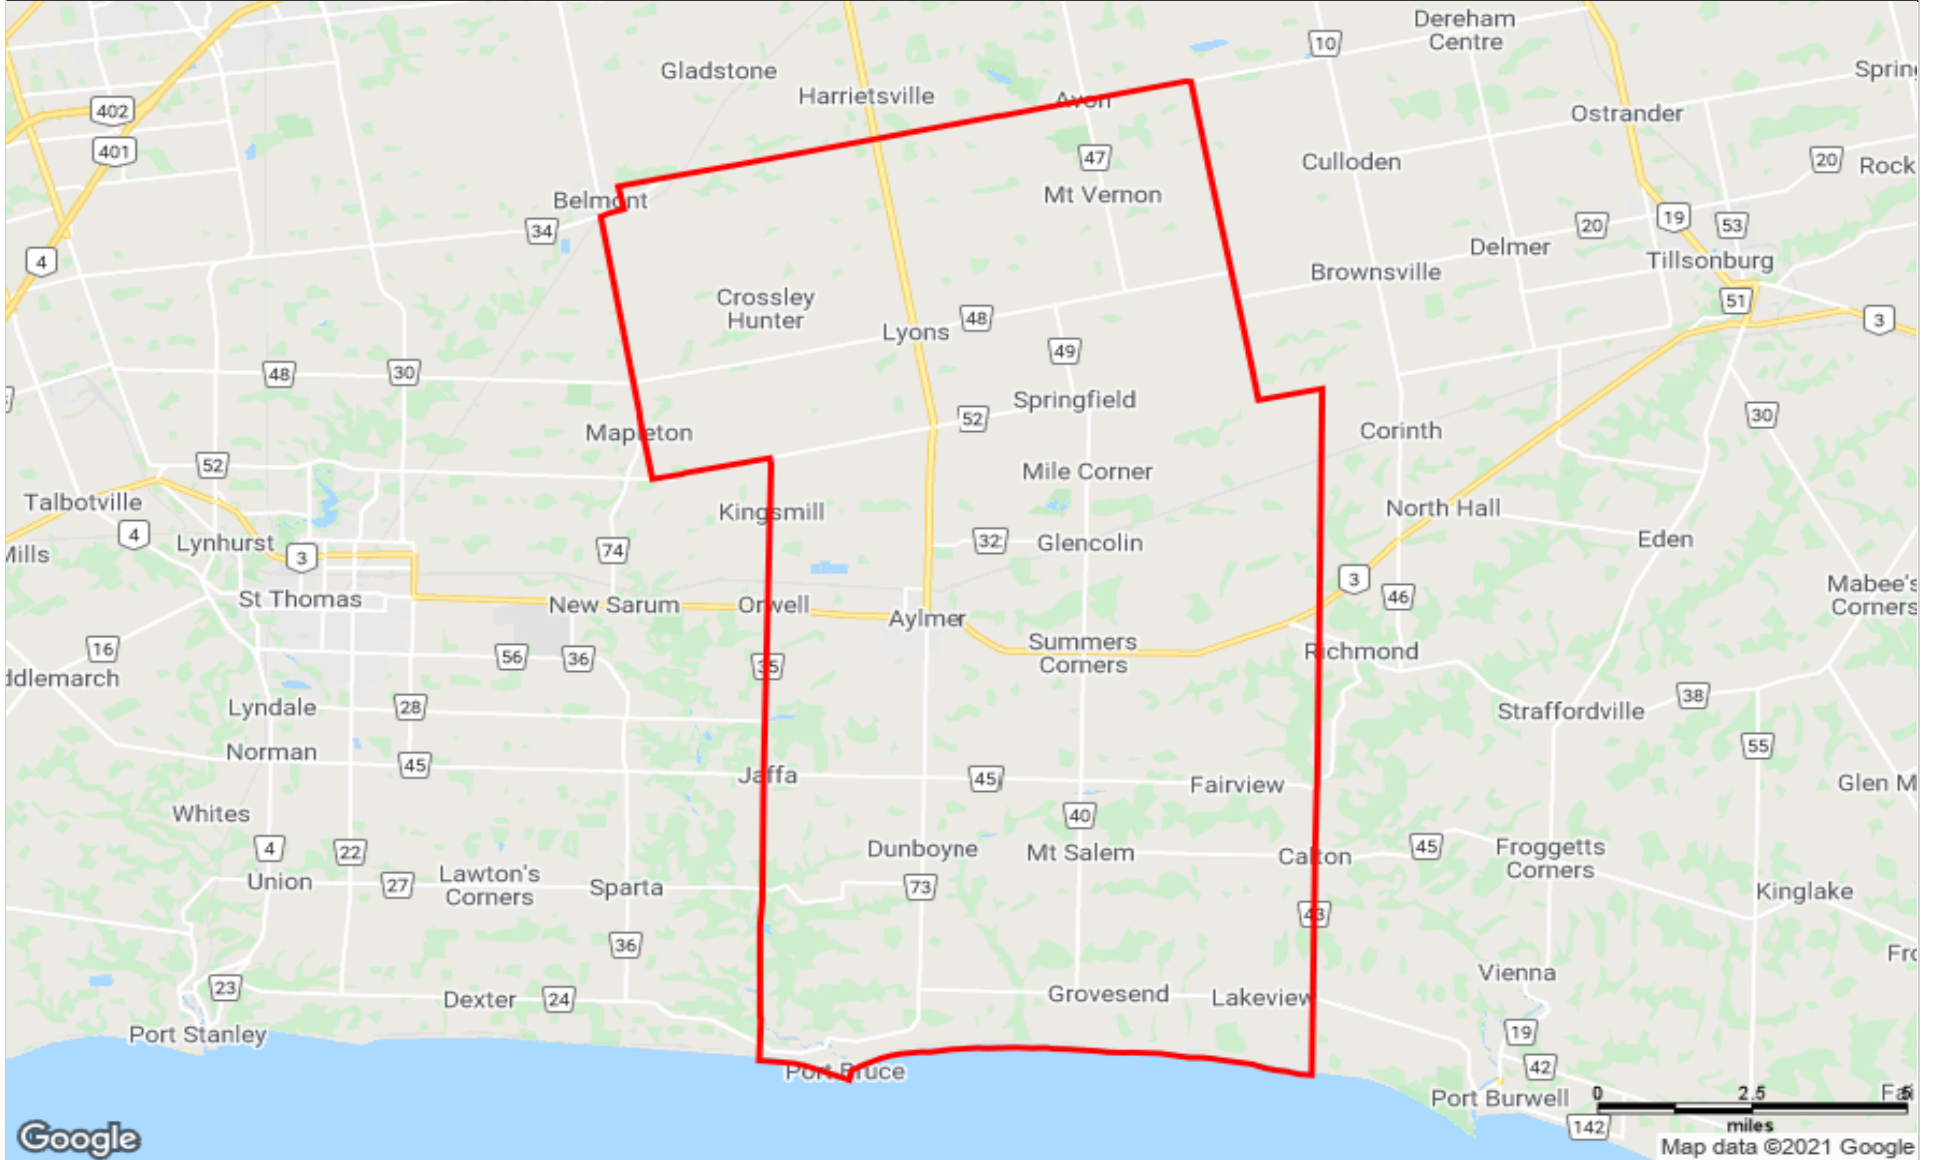 Dereham
Centre
10
Gladstone
Spring
Harrietsville
Avon
402
Ostrander
401
47
Culloden
20
Rock
Mt Vernon
Belmont
34
19
20
53
Delmer
4
Tillsonburg
Brownsville
Crossley
Hunter
51
48
3
Lyons
49
48
30
Springfield
52
30
Mapleton
Corinth
52
Mile Corner
Talbotville
North Hall
Kingsmill
4
Lynhurst
32
Glencolin
Eden
Mills
3
74
3
Mabee's
Corners
St Thomas
New Sarum
Orwell
46
Aylmer
Summers
Corners
16
56
36
35
Richmond
ddlemarch
38
Lyndale
28
Straffordville
Norman
55
45
Jaffa
45
Fairview
Glen M
Whites
40
4
22
Dunboyne
Mt Salem
Calton
45
Froggetts
Corners
Union
27
Lawton's
Corners
Sparta
73
Kinglake
43
36
Fro
Vienna
23
Dexter
24
Grovesend
Lakeview
Port Stanley
19
Port Bruce
42
Port Burwell
0
2.5
5
miles
142
Google
Map data ©2021 Google